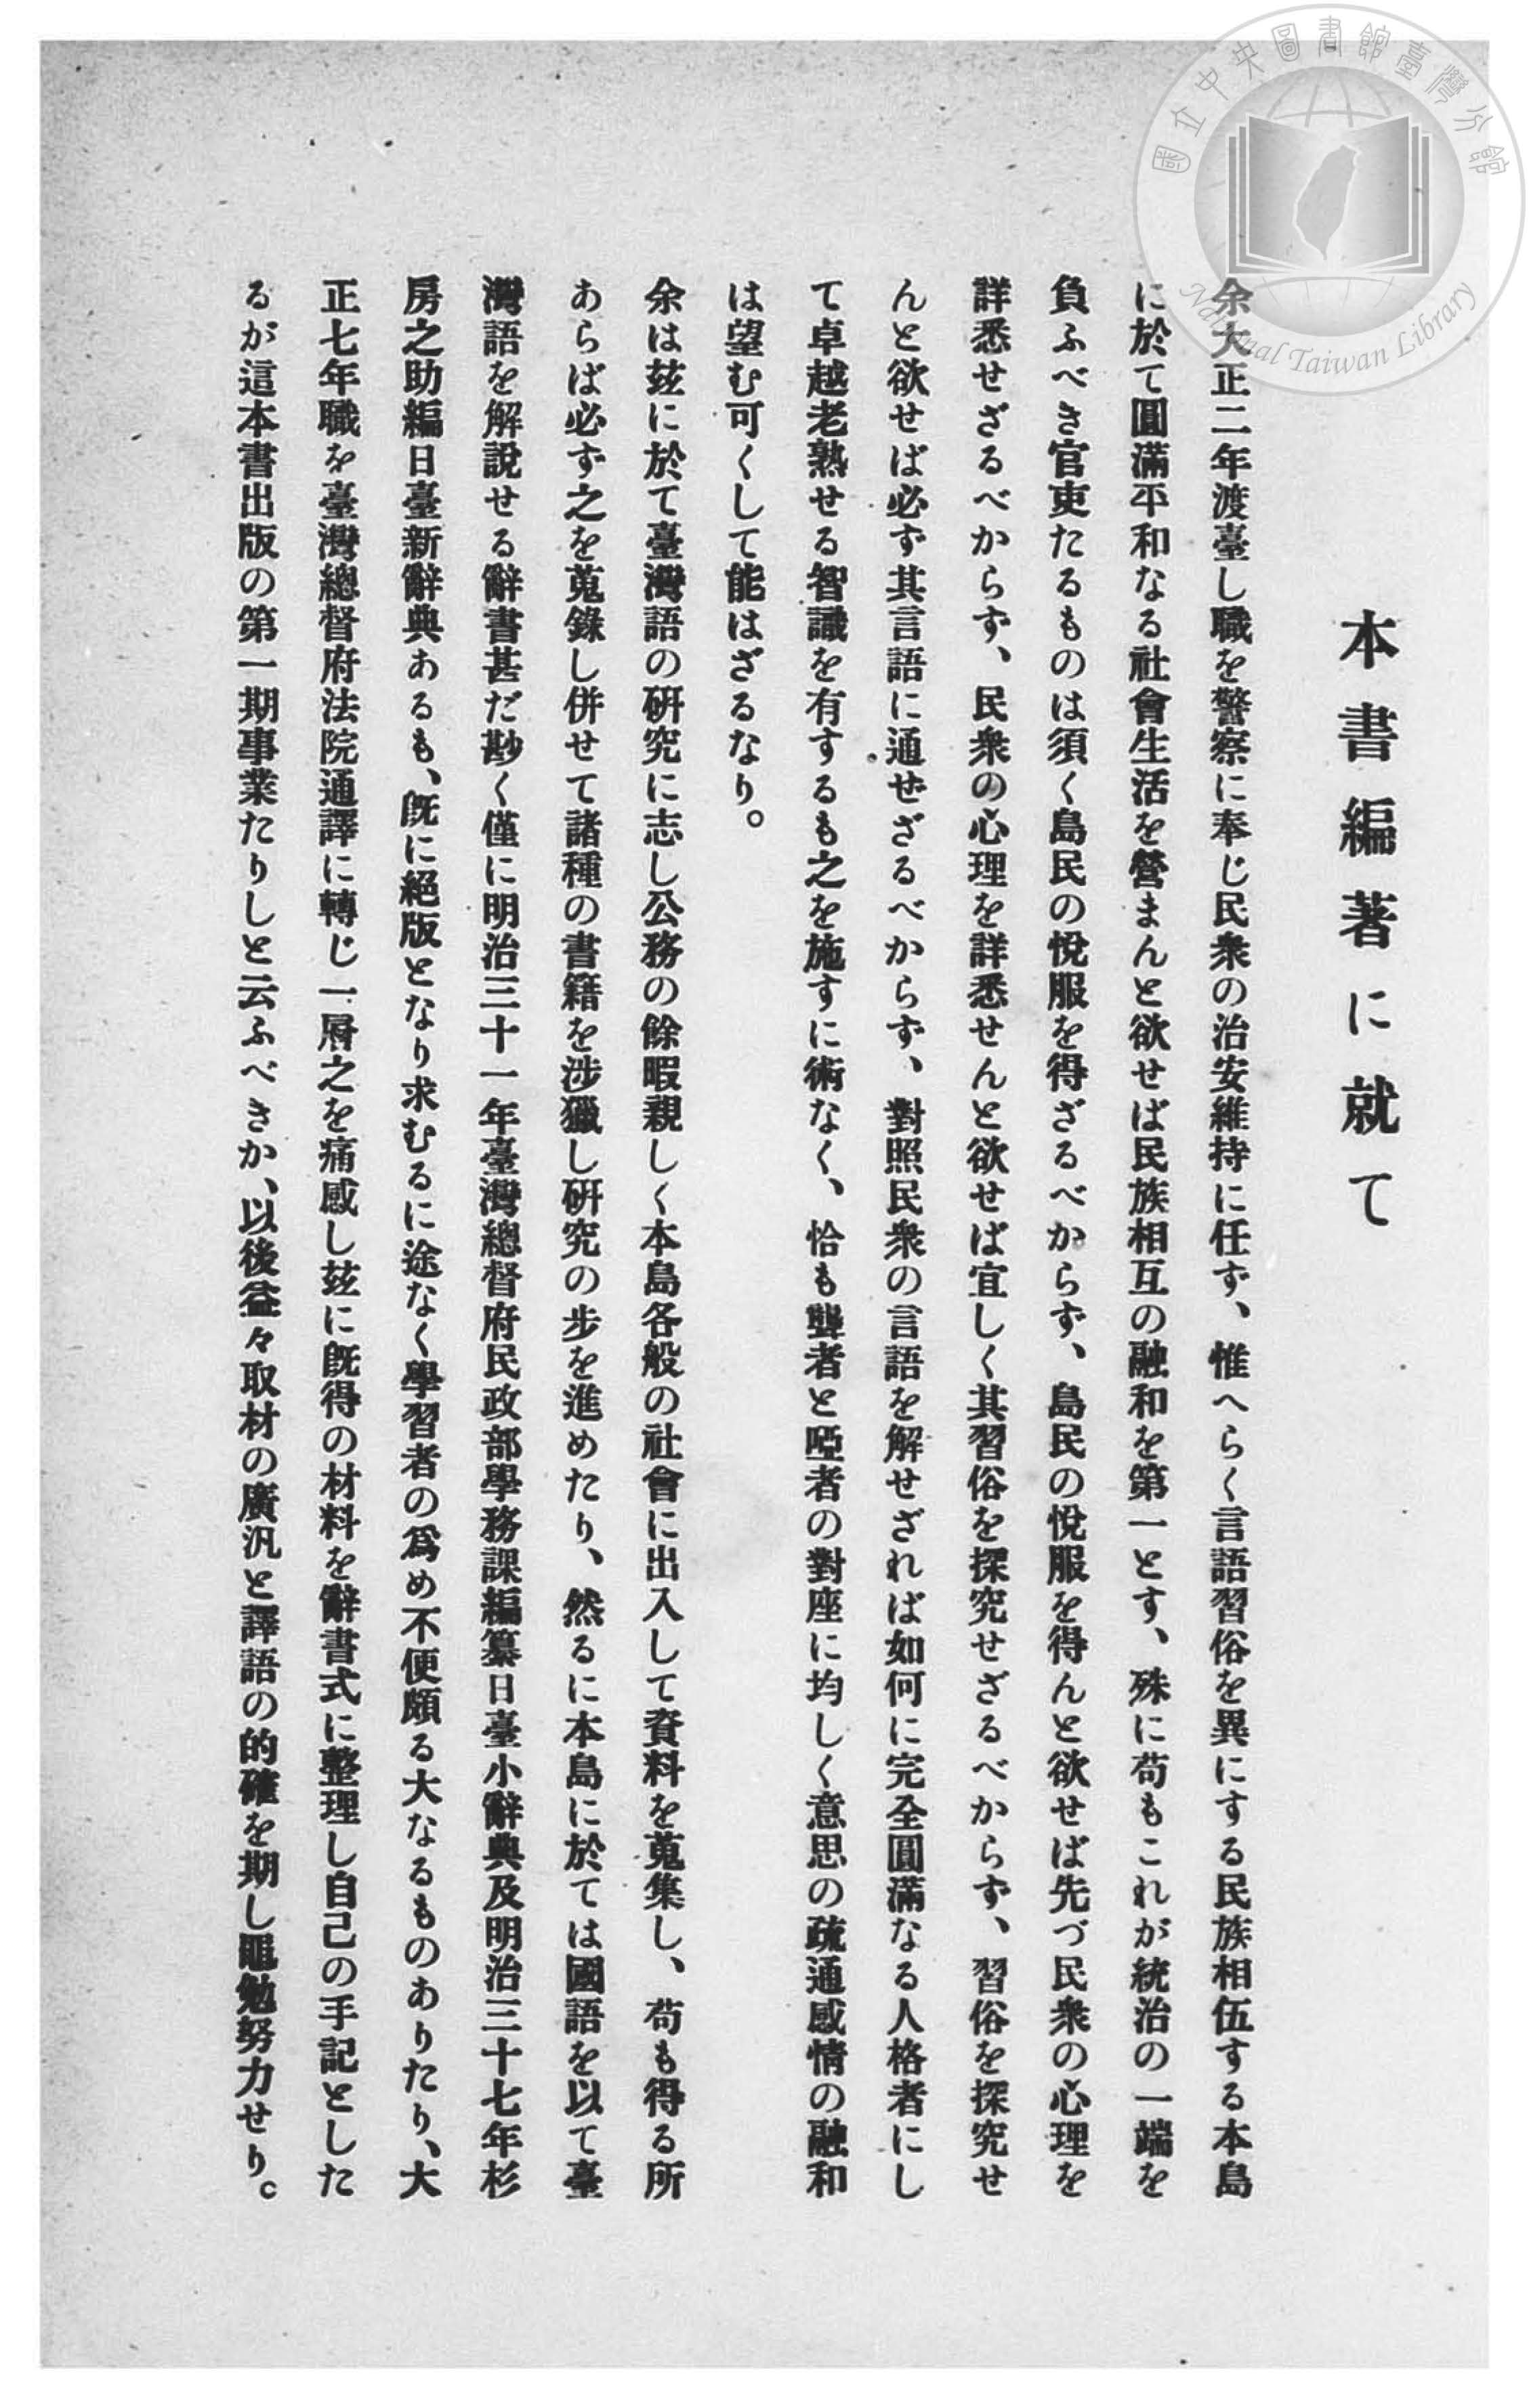 國立中央圖書館臺灣分館
National Taiwan Library
本書編著に就て
余大正二年渡臺し職を警察に奉じ民衆の治安維持に任ず、惟へらく言語習俗を異にする民族相伍する本島
に於て圓滿平和なる社會生活を營まんと欲せば民族相互の融和を第一とす、殊に苟もこれが統治の一端を
負ふべき官吏たるものは須く島民の悅服を得ざるべからず、島民の悅服を得んと欲せば先づ民衆の心理を
詳悉せざるべからず、民衆の心理を詳悉せんと欲せば宜しく其習俗を探究せざるべからず、習俗を探究せ
んと欲せば必ず其言語に通ぜざるべからず、對照民衆の言語を解せざれば如何に完全圓滿なる人格者にし
て卓越老熟せる智識を有するも之を施すに術なく、恰も聾者と啞者の對座に均しく意思の疏通感情の融和
は望む可くして能はざるなり。
余は玆に於て臺灣語の硏究に志し公務の餘暇親しく本島各般の社會に出入して資料を蒐集し、苟も得る所
あらば必ず之を蒐錄し併せて諸種の書籍を涉獵し硏究の步を進めたり、然るに本島に於ては國語を以て臺
灣語を解說せる辭書甚だ尠く僅に明治三十一年臺灣總督府民政部學務課編纂日臺小辭典及明治三十七年杉
房之助編日臺新辭典あるも、旣に絕版となり求むるに途なく學習者の爲め不便頗る大なるものありたり、大
正七年職を臺灣總督府法院通譯に轉じ一層之を痛感し玆に旣得の材料を辭書式に整理し自己の手記とした
るが這本書出版の第一期事業たりしと云ふべきか、以後益々取材の廣汎と譯語の的確を期し黽勉努力せり。